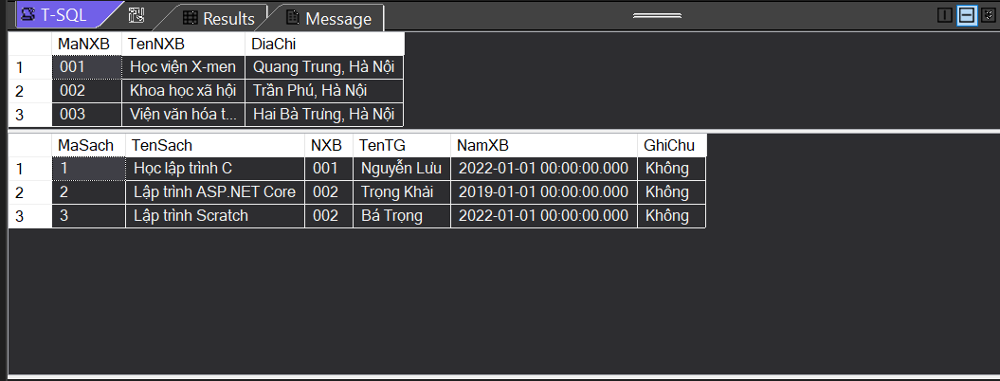 T-SQL Results Message
MaNXB TenNXB DiaChi
1 001 Học viện X-men Quang Trung, Hà Nội
2 002 Khoa học xã hội Trần Phú, Hà Nội
3 003 Viện văn hóa t... Hai Bà Trưng, Hà Nội
MaSach TenSach NXB TenTG NamXB GhiChu
1 1 Học lập trình C 001 Nguyễn Lưu 2022-01-01 00:00:00.000 Không
2 2 Lập trình ASP.NET Core 002 Trọng Khải 2019-01-01 00:00:00.000 Không
3 3 Lập trình Scratch 002 Bá Trọng 2022-01-01 00:00:00.000 Không